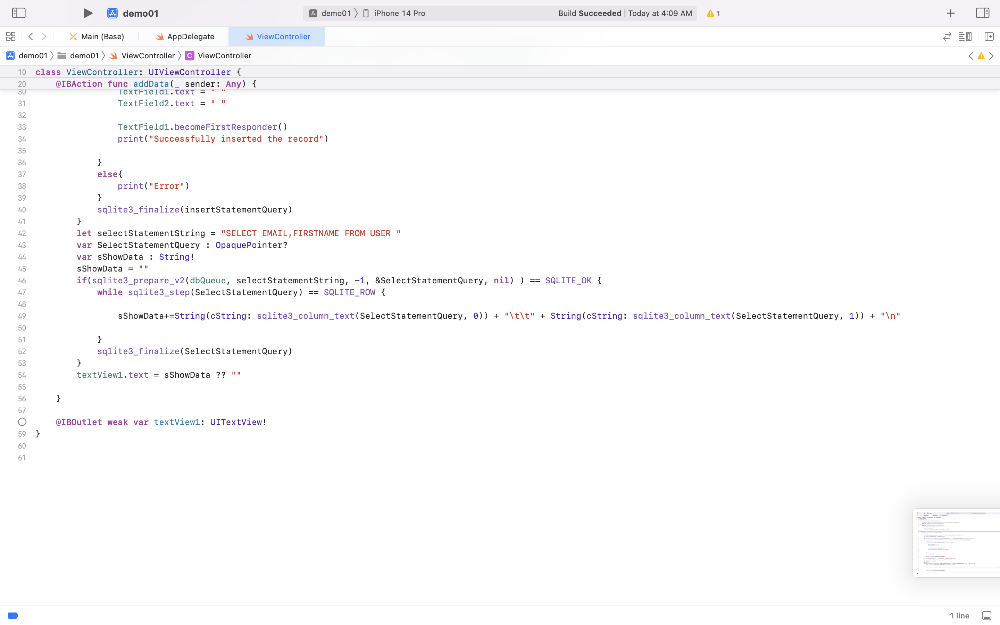 demo01
demo01 iPhone 14 Pro Build Succeeded | Today at 4:09 AM 1
Main (Base) AppDelegate ViewController
demo01 demo01 ViewController C ViewController
10 class ViewController: UIViewController {
20 @IBAction func addData(_ sender: Any) {
30 TextField1.text = " "
31 TextField2.text = " "
32
33 TextField1.becomeFirstResponder()
34 print("Successfully inserted the record")
35
36 }
37 else{
38 print("Error")
39 }
40 sqlite3_finalize(insertStatementQuery)
41 }
42 let selectStatementString = "SELECT EMAIL,FIRSTNAME FROM USER "
43 var SelectStatementQuery : OpaquePointer?
44 var sShowData : String!
45 sShowData = ""
46 if(sqlite3_prepare_v2(dbQueue, selectStatementString, -1, &SelectStatementQuery, nil) ) == SQLITE_OK {
47 while sqlite3_step(SelectStatementQuery) == SQLITE_ROW {
48
49 sShowData+=String(cString: sqlite3_column_text(SelectStatementQuery, 0)) + "\t\t" + String(cString: sqlite3_column_text(SelectStatementQuery, 1)) + "\n"
50
51 }
52 sqlite3_finalize(SelectStatementQuery)
53 }
54 textView1.text = sShowData ?? ""
55
56 }
57
@IBOutlet weak var textView1: UITextView!
59 }
60
61
1 line